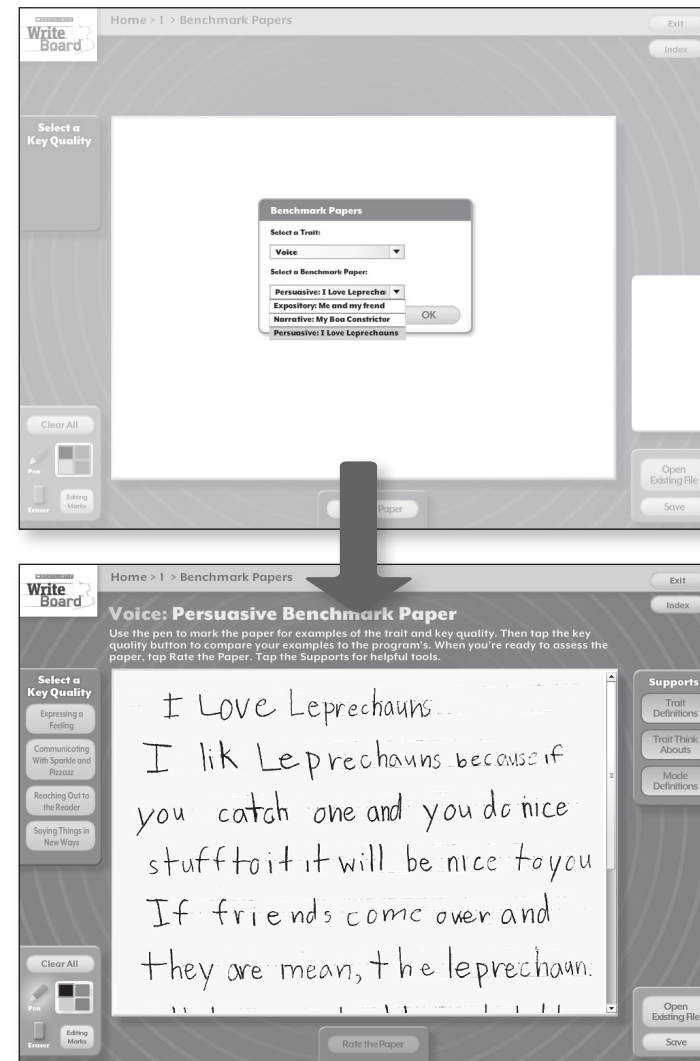 SCHOLASTIC
Write
Board
Home > 1 > Benchmark Papers
Exit
Index
Select a
Key Quality
Benchmark Papers
Select a Trait:
Voice
Select a Benchmark Paper:
Persuasive: I Love Leprechau
Expository: Me and my frend
Narrative: My Boa Constrictor
Persuasive: I Love Leprechauns
OK
Clear All
Pen
Eraser
Editing
Marks
Paper
Open
Existing File
Save
SCHOLASTIC
Write
Board
Home > 1 > Benchmark Papers
Exit
Index
Voice: Persuasive Benchmark Paper
Use the pen to mark the paper for examples of the trait and key quality. Then tap the key
quality button to compare your examples to the program's. When you're ready to assess the
paper, tap Rate the Paper. Tap the Supports for helpful tools.
Select a
Key Quality
Expressing a
Feeling
Communicating
With Sparkle and
Pizzazz
Reaching Out to
the Reader
Saying Things in
New Ways
I Love Leprechauns
I lik Leprechauns because if
you catch one and you do nice
stuff to it it will be nice to you
If friends come over and
they are mean, the leprechaun
Supports
Trait
Definitions
Trait Think
Abouts
Mode
Definitions
Clear All
Pen
Eraser
Editing
Marks
Rate the Paper
Open
Existing File
Save